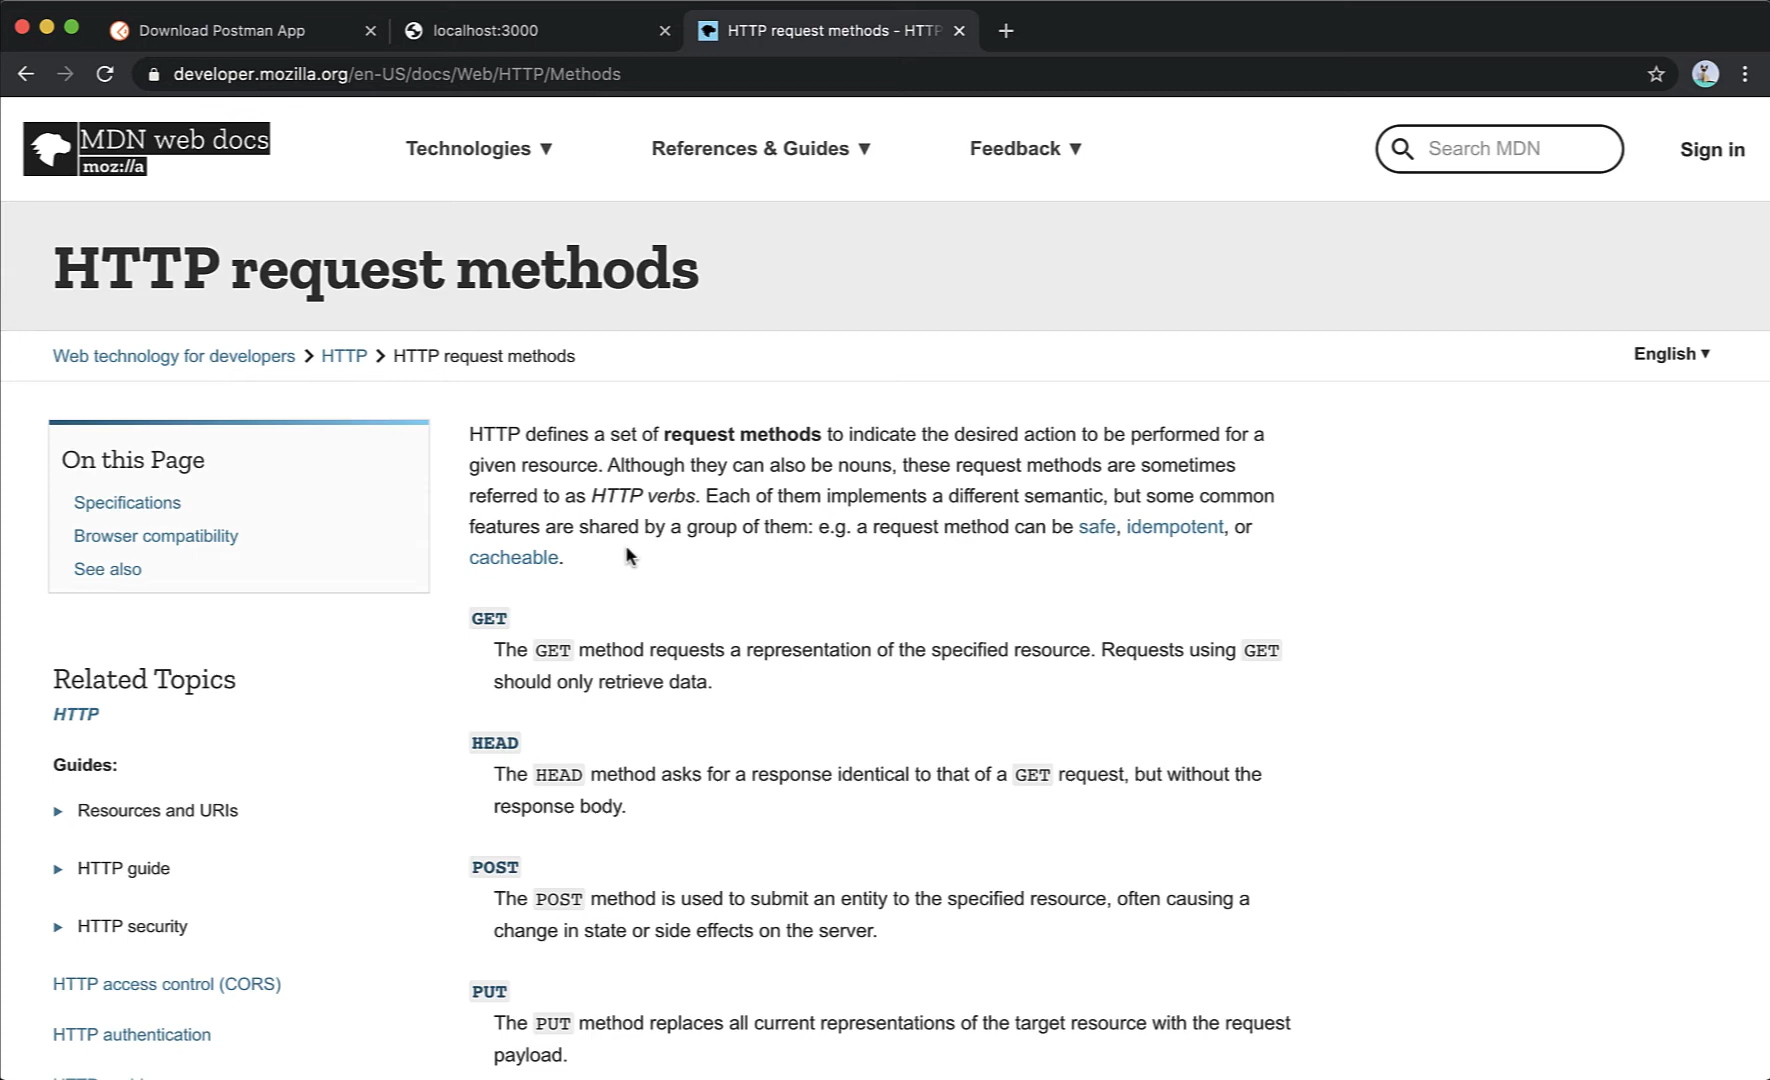 Download Postman App
localhost:3000
HTTP request methods - HTTP
developer.mozilla.org/en-US/docs/Web/HTTP/Methods
MDN web docs
moz://a
Technologies ▼
References & Guides ▼
Feedback ▼
Search MDN
Sign in
HTTP request methods
Web technology for developers > HTTP > HTTP request methods
English ▼
On this Page
Specifications
Browser compatibility
See also
Related Topics
HTTP
Guides:
Resources and URIs
HTTP guide
HTTP security
HTTP access control (CORS)
HTTP authentication
HTTP defines a set of request methods to indicate the desired action to be performed for a
given resource. Although they can also be nouns, these request methods are sometimes
referred to as HTTP verbs. Each of them implements a different semantic, but some common
features are shared by a group of them: e.g. a request method can be safe, idempotent, or
cacheable.
GET
The GET method requests a representation of the specified resource. Requests using GET
should only retrieve data.
HEAD
The HEAD method asks for a response identical to that of a GET request, but without the
response body.
POST
The POST method is used to submit an entity to the specified resource, often causing a
change in state or side effects on the server.
PUT
The PUT method replaces all current representations of the target resource with the request
payload.